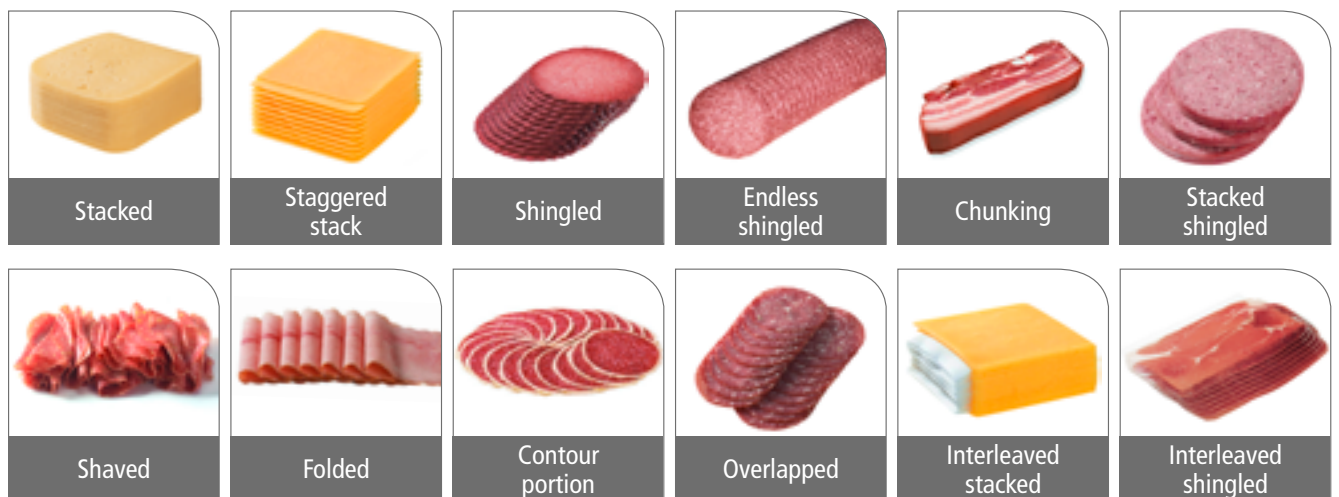 Stacked
Staggered
stack
Shingled
Endless
shingled
Chunking
Stacked
shingled
Shaved
Folded
Contour
portion
Overlapped
Interleaved
stacked
Interleaved
shingled